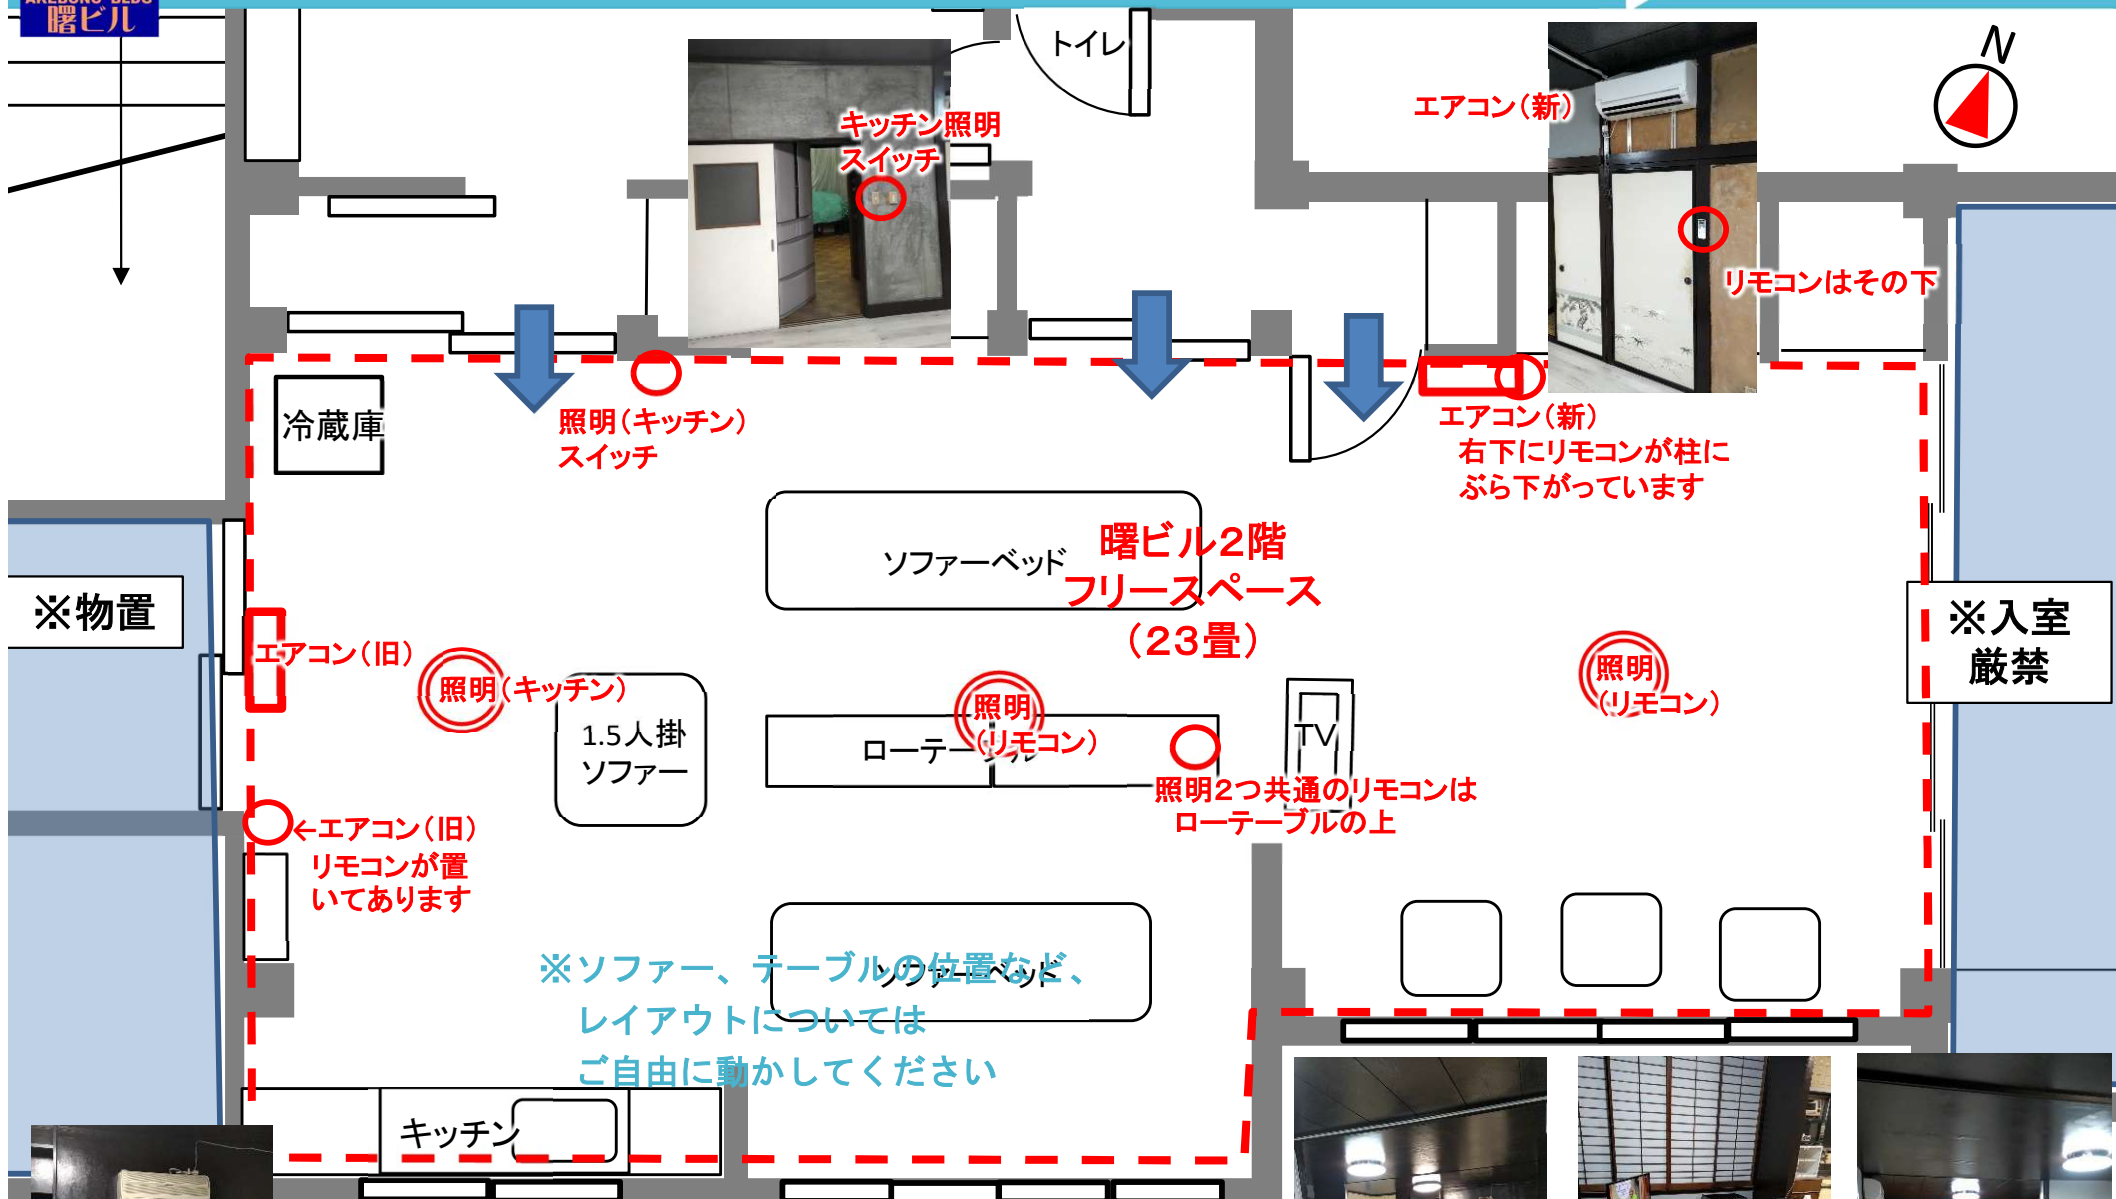 AKEBONO BLDG
曙ビル
トイレ
N
キッチン照明
スイッチ
エアコン（新）
リモコンはその下
冷蔵庫
照明（キッチン）
スイッチ
エアコン（新）
右下にリモコンが柱に
ぶら下がっています
ソファーベッド
曙ビル２階
フリースペース
（２３畳）
※物置
※入室
厳禁
エアコン（旧）
照明（キッチン）
1.5人掛
ソファー
照明
（リモコン）
ローテーブル
TV
照明
（リモコン）
照明２つ共通のリモコンは
ローテーブルの上
←エアコン（旧）
リモコンが置
いてあります
ソファーベッド
※ソファー、テーブルの位置など、
レイアウトについては
ご自由に動かしてください
キッチン